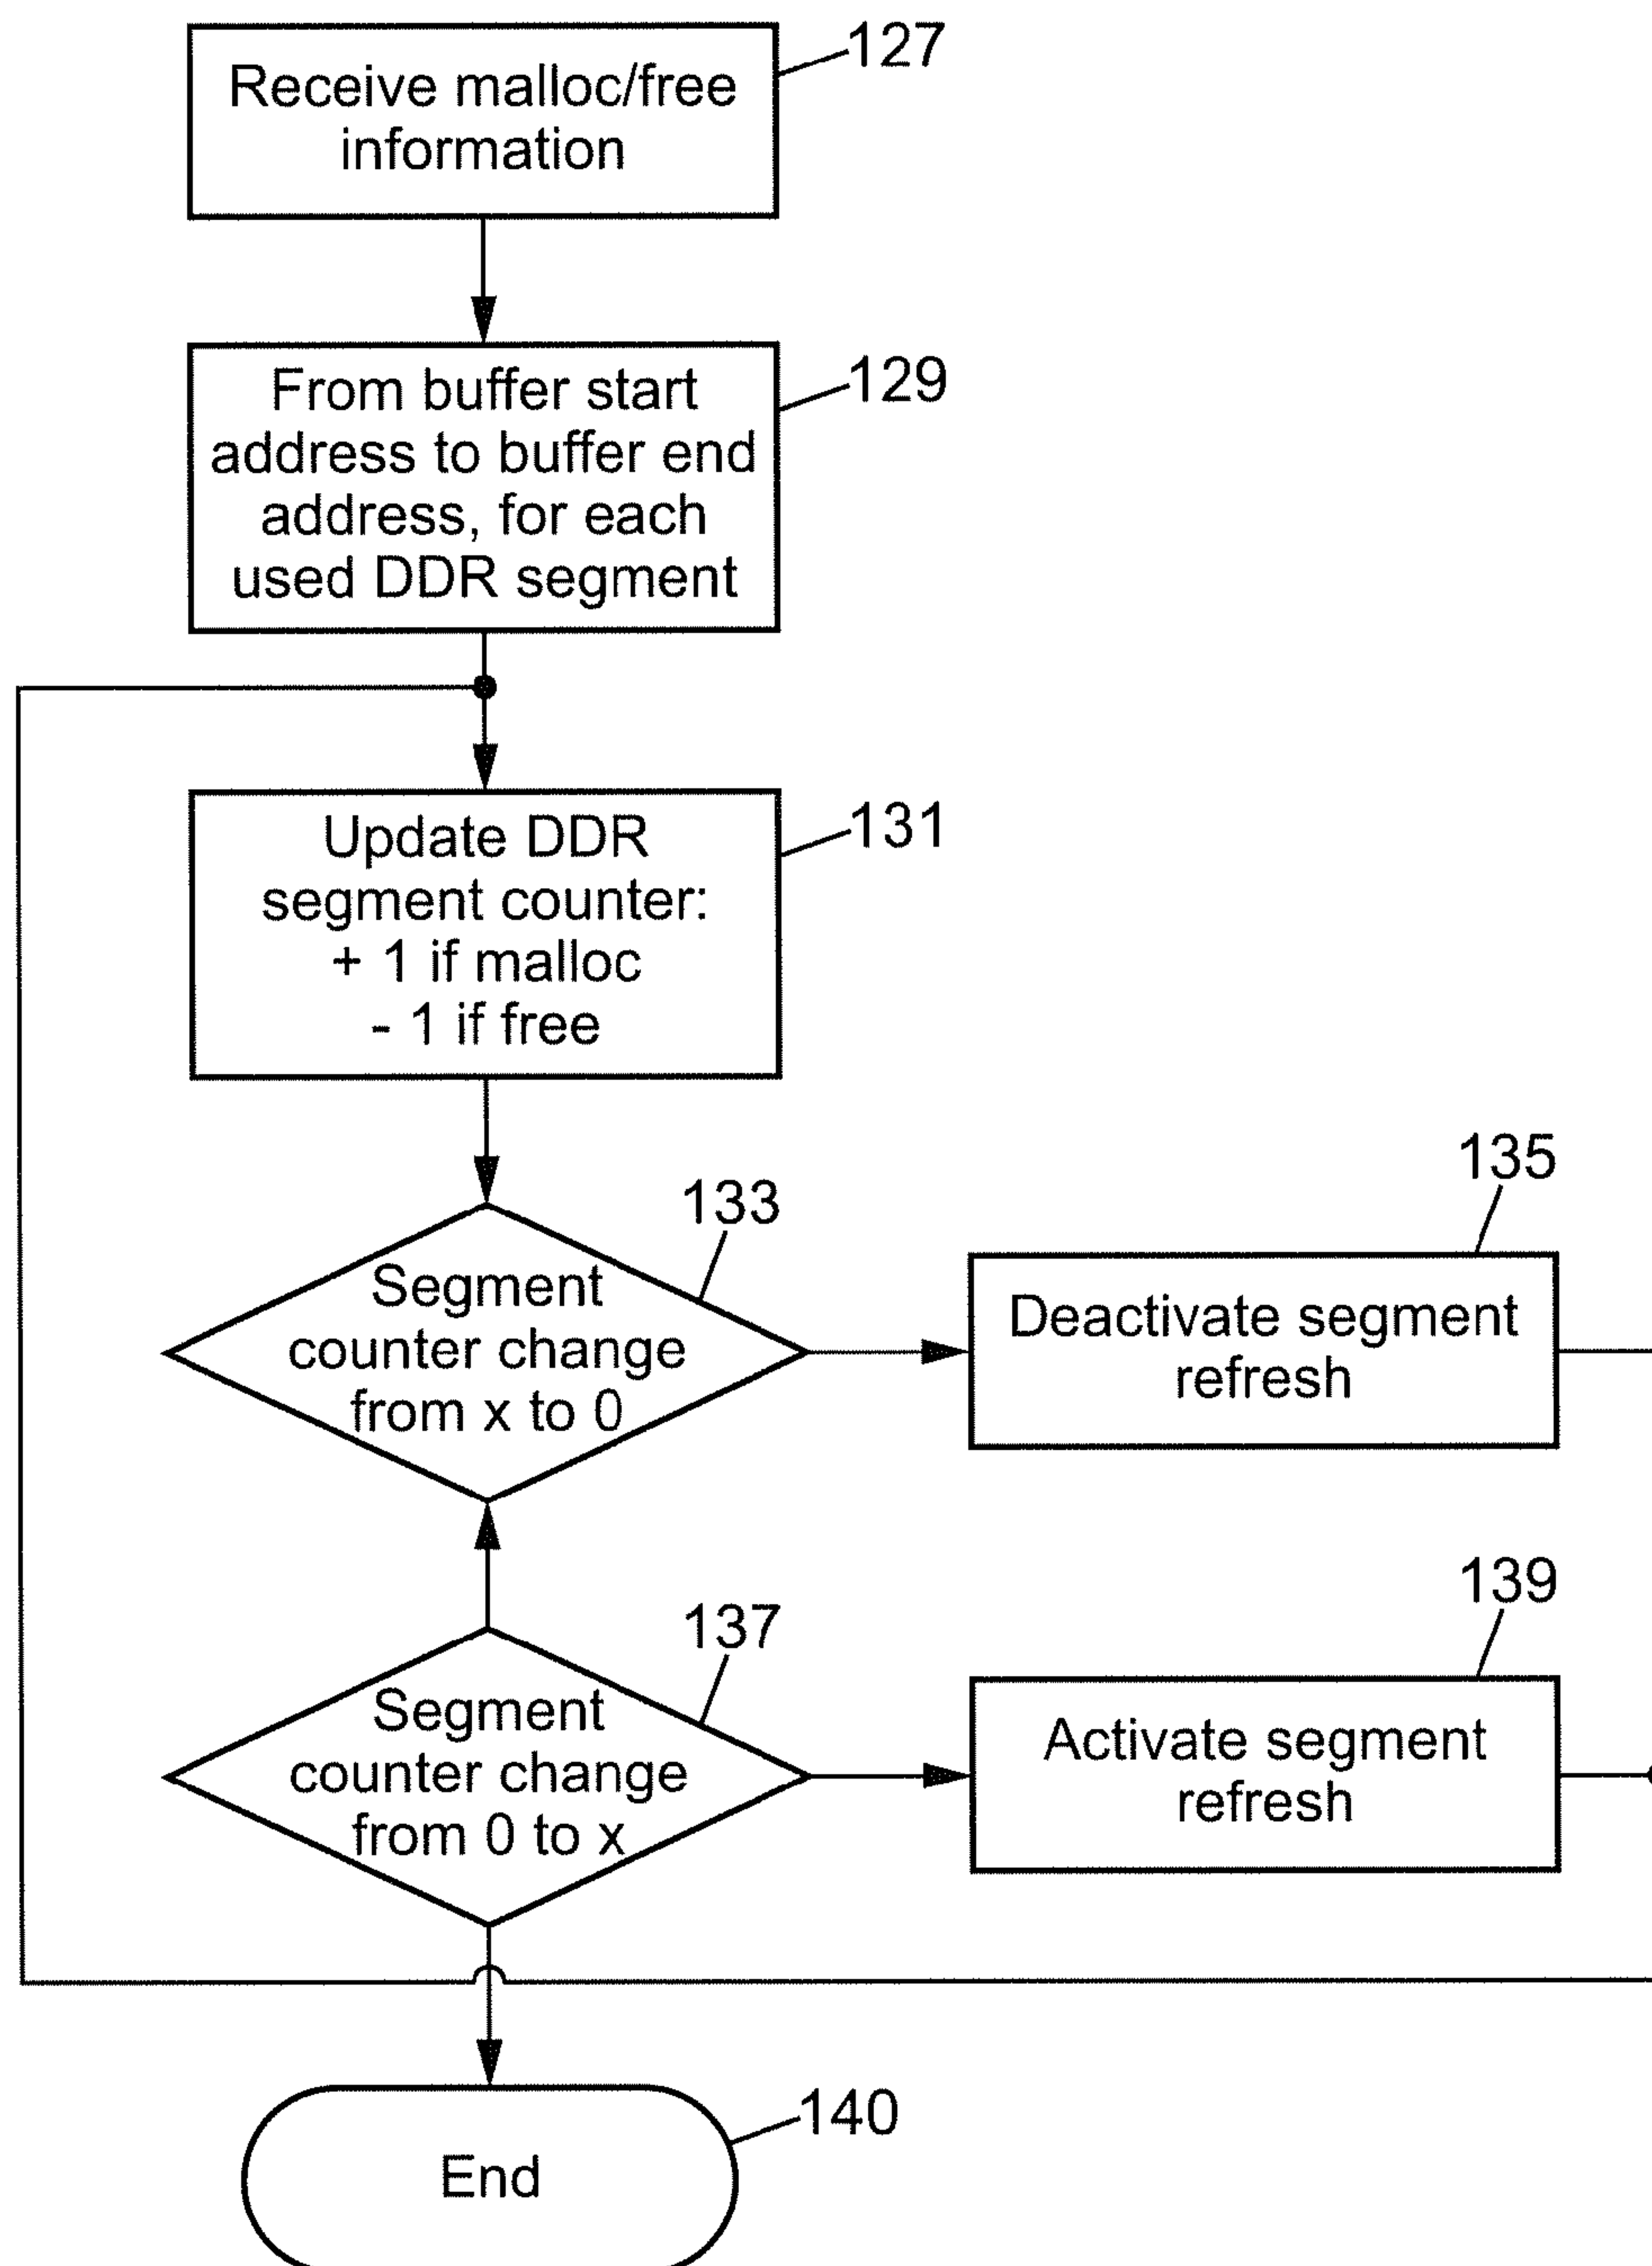 127
Receive malloc/free
information
129
From buffer start
address to buffer end
address, for each
used DDR segment
131
Update DDR
segment counter:
+ 1 if malloc
- 1 if free
133
Segment
counter change
from x to 0
135
Deactivate segment
refresh
137
Segment
counter change
from 0 to x
139
Activate segment
refresh
140
End